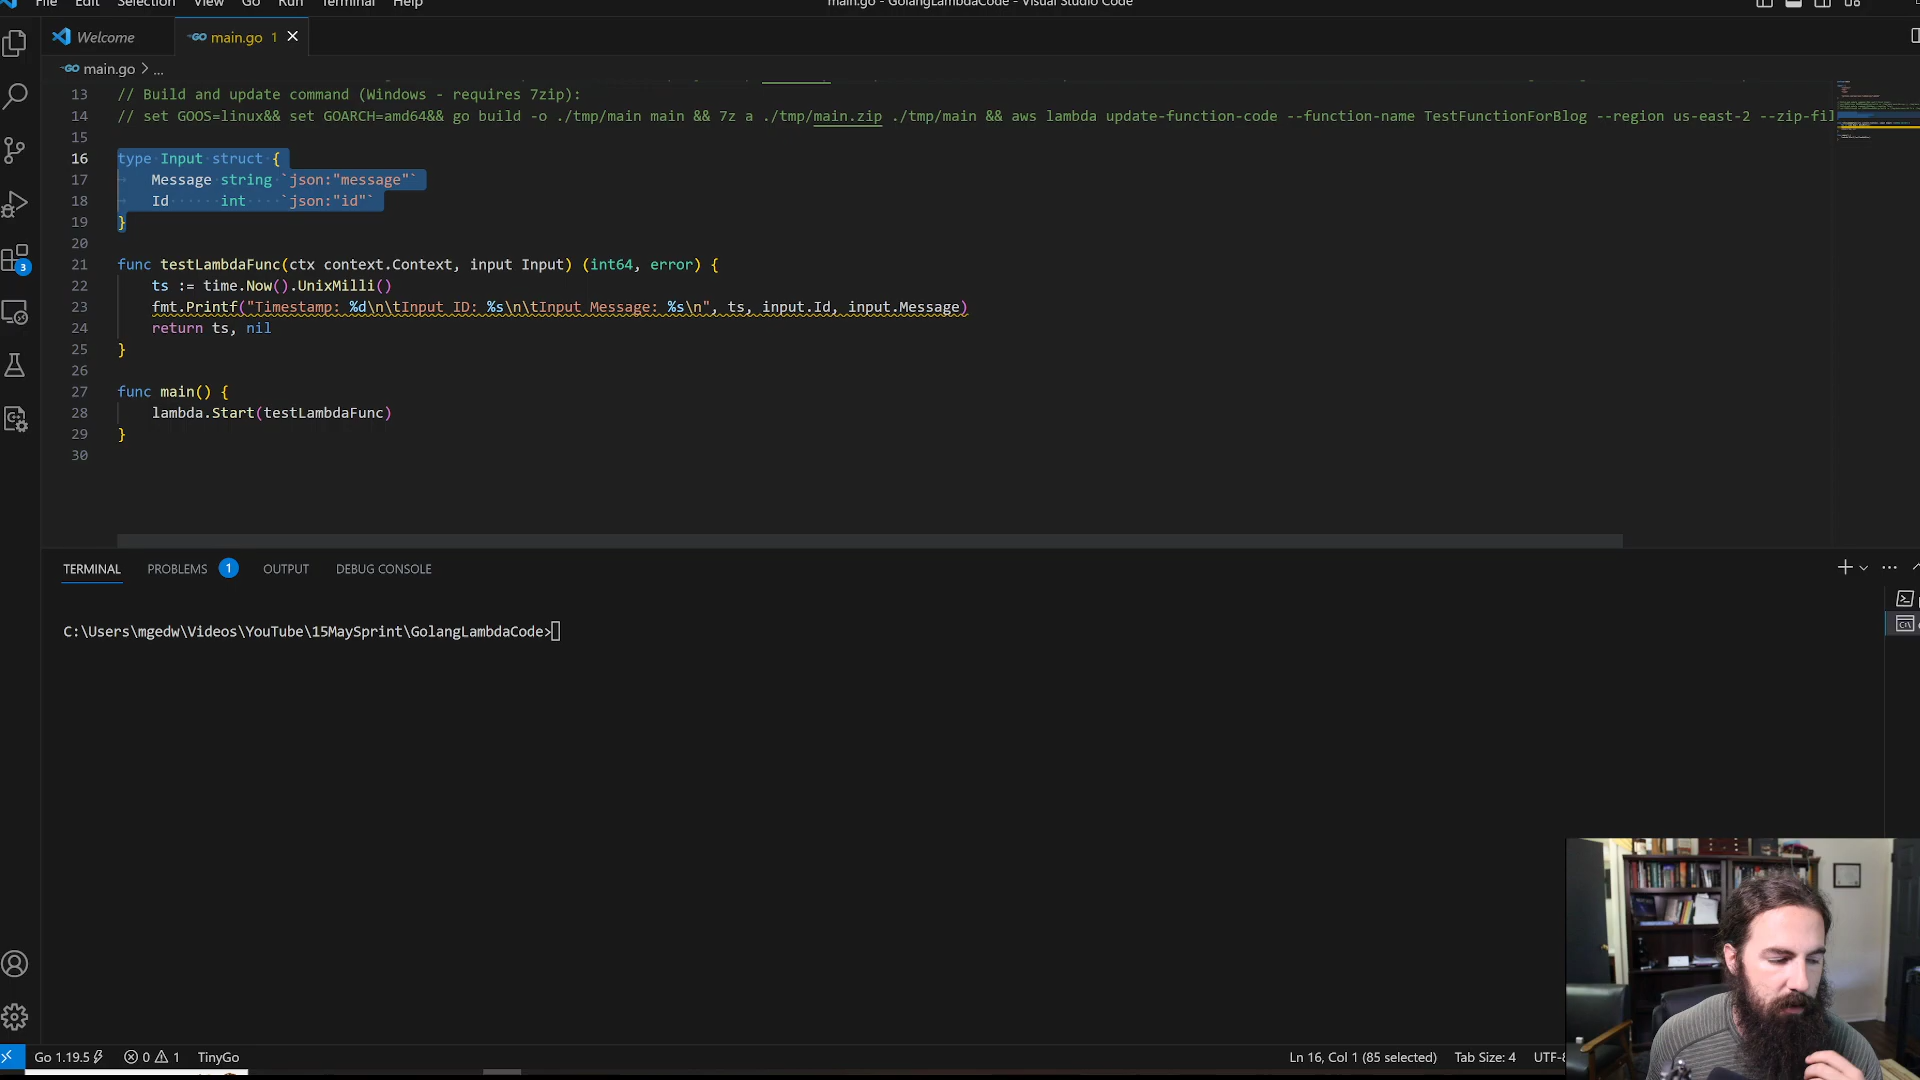 File Edit Selection View Go Run Terminal Help
main.go - GolangLambdaCode - Visual Studio Code
Welcome
main.go 1
main.go > ...
13 // Build and update command (Windows - requires 7zip):
14 // set GOOS=linux&& set GOARCH=amd64&& go build -o ./tmp/main main && 7z a ./tmp/main.zip ./tmp/main && aws lambda update-function-code --function-name TestFunctionForBlog --region us-east-2 --zip-fil
15
16 type Input struct {
17 Message string `json:"message"`
18 Id int `json:"id"`
19 }
20
21 func testLambdaFunc(ctx context.Context, input Input) (int64, error) {
22 ts := time.Now().UnixMilli()
23 fmt.Printf("Timestamp: %d\n\tInput ID: %s\n\tInput Message: %s\n", ts, input.Id, input.Message)
24 return ts, nil
25 }
26
27 func main() {
28 lambda.Start(testLambdaFunc)
29 }
30
3
TERMINAL PROBLEMS 1 OUTPUT DEBUG CONSOLE
C:\Users\mgedw\Videos\YouTube\15MaySprint\GolangLambdaCode>
Go 1.19.5 0 1 TinyGo
Ln 16, Col 1 (85 selected) Tab Size: 4